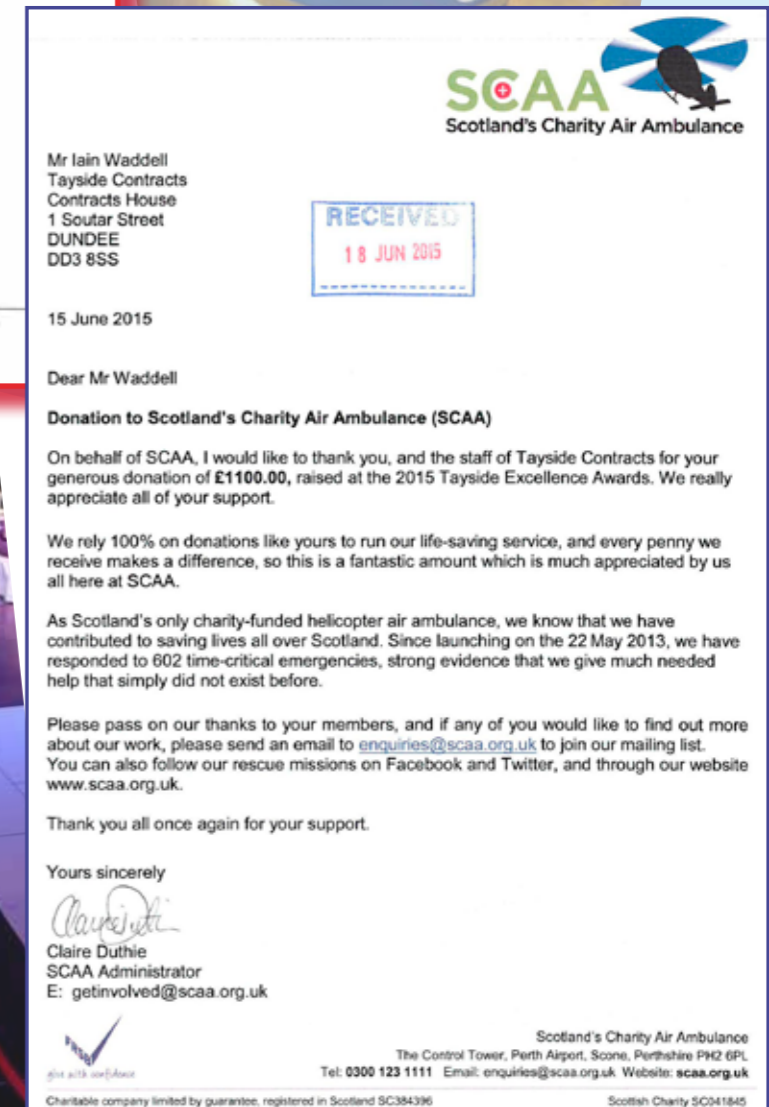 SCAA
Scotland's Charity Air Ambulance
Mr Iain Waddell
Tayside Contracts
Contracts House
1 Soutar Street
DUNDEE
DD3 8SS
RECEIVED
18 JUN 2015
15 June 2015
Dear Mr Waddell
Donation to Scotland's Charity Air Ambulance (SCAA)
On behalf of SCAA, I would like to thank you, and the staff of Tayside Contracts for your
generous donation of £1100.00, raised at the 2015 Tayside Excellence Awards. We really
appreciate all of your support.
We rely 100% on donations like yours to run our life-saving service, and every penny we
receive makes a difference, so this is a fantastic amount which is much appreciated by us
all here at SCAA.
As Scotland's only charity-funded helicopter air ambulance, we know that we have
contributed to saving lives all over Scotland. Since launching on the 22 May 2013, we have
responded to 602 time-critical emergencies, strong evidence that we give much needed
help that simply did not exist before.
Please pass on our thanks to your members, and if any of you would like to find out more
about our work, please send an email to enquiries@scaa.org.uk to join our mailing list.
You can also follow our rescue missions on Facebook and Twitter, and through our website
www.scaa.org.uk.
Thank you all once again for your support.
Yours sincerely
Claire Duthie
SCAA Administrator
E: getinvolved@scaa.org.uk
FRSB
give with confidence
Scotland's Charity Air Ambulance
The Control Tower, Perth Airport, Scone, Perthshire PH2 6PL
Tel: 0300 123 1111 Email: enquiries@scaa.org.uk Website: scaa.org.uk
Charitable company limited by guarantee, registered in Scotland SC384396
Scottish Charity SC041845